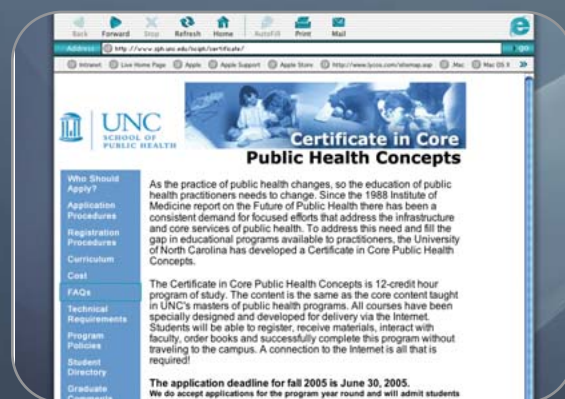 Back Forward Stop Refresh Home AutoFill Print Mail
Address http://www.sph.unc.edu/ociph/certificate/ go
Intranet Live Home Page Apple Apple Support Apple Store http://www.lycos.com/sitemap.asp .Mac Mac OS X
UNC
SCHOOL OF
PUBLIC HEALTH
Certificate in Core
Public Health Concepts
Who Should
Apply?
Application
Procedures
Registration
Procedures
Curriculum
Cost
FAQs
Technical
Requirements
Program
Policies
Student
Directory
Graduate
Comments
As the practice of public health changes, so the education of public
health practitioners needs to change. Since the 1988 Institute of
Medicine report on the Future of Public Health there has been a
consistent demand for focused efforts that address the infrastructure
and core services of public health. To address this need and fill the
gap in educational programs available to practitioners, the University
of North Carolina has developed a Certificate in Core Public Health
Concepts.
The Certificate in Core Public Health Concepts is 12-credit hour
program of study. The content is the same as the core content taught
in UNC's masters of public health programs. All courses have been
specially designed and developed for delivery via the Internet.
Students will be able to register, receive materials, interact with
faculty, order books and successfully complete this program without
traveling to the campus. A connection to the Internet is all that is
required!
The application deadline for fall 2005 is June 30, 2005.
We do accept applications for the program year round and will admit students